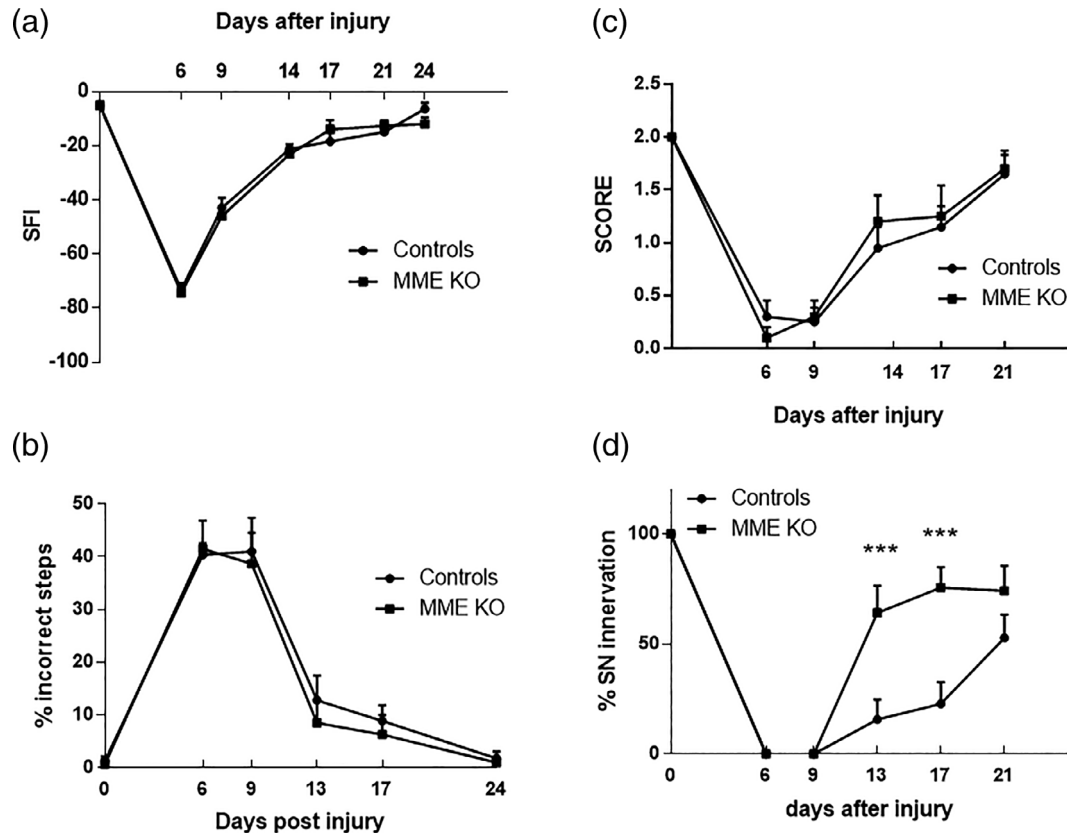 (a)
Days after injury
6 9 14 17 21 24
0
-20
-40
-60
-80
-100
SFI
Controls
MME KO
(c)
2.5
2.0
1.5
1.0
0.5
0.0
SCORE
Controls
MME KO
6 9 14 17 21
Days after injury
(b)
50
40
30
20
10
0
% incorrect steps
Controls
MME KO
0 6 9 13 17 24
Days post injury
(d)
Controls
MME KO
100
50
0
% SN innervation
*** ***
0 6 9 13 17 21
days after injury